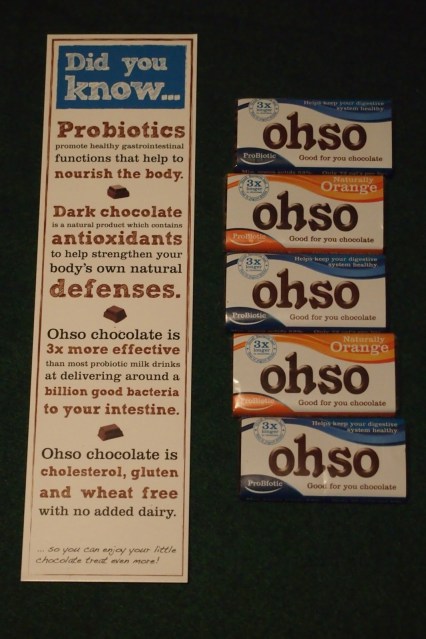 Did you
know...
Probiotics
promote healthy gastrointestinal
functions that help to
nourish the body.
Dark chocolate
is a natural product which contains
antioxidants
to help strengthen your
body's own natural
defenses.
Ohso chocolate is
3x more effective
than most probiotic milk drinks
at delivering around a
billion good bacteria
to your intestine.
Ohso chocolate is
cholesterol, gluten
and wheat free
with no added dairy.
... so you can enjoy your little
chocolate treat even more!
3x
Helps keep your digestive
system healthy
ohso
ProBiotic
Good for you chocolate
3x
Naturally
Orange
ohso
ProBiotic
Good for you chocolate
3x
Helps keep your digestive
system healthy
ohso
ProBiotic
Good for you chocolate
3x
Naturally
Orange
ohso
ProBiotic
Good for you chocolate
3x
Helps keep your digestive
system healthy
ohso
ProBiotic
Good for you chocolate